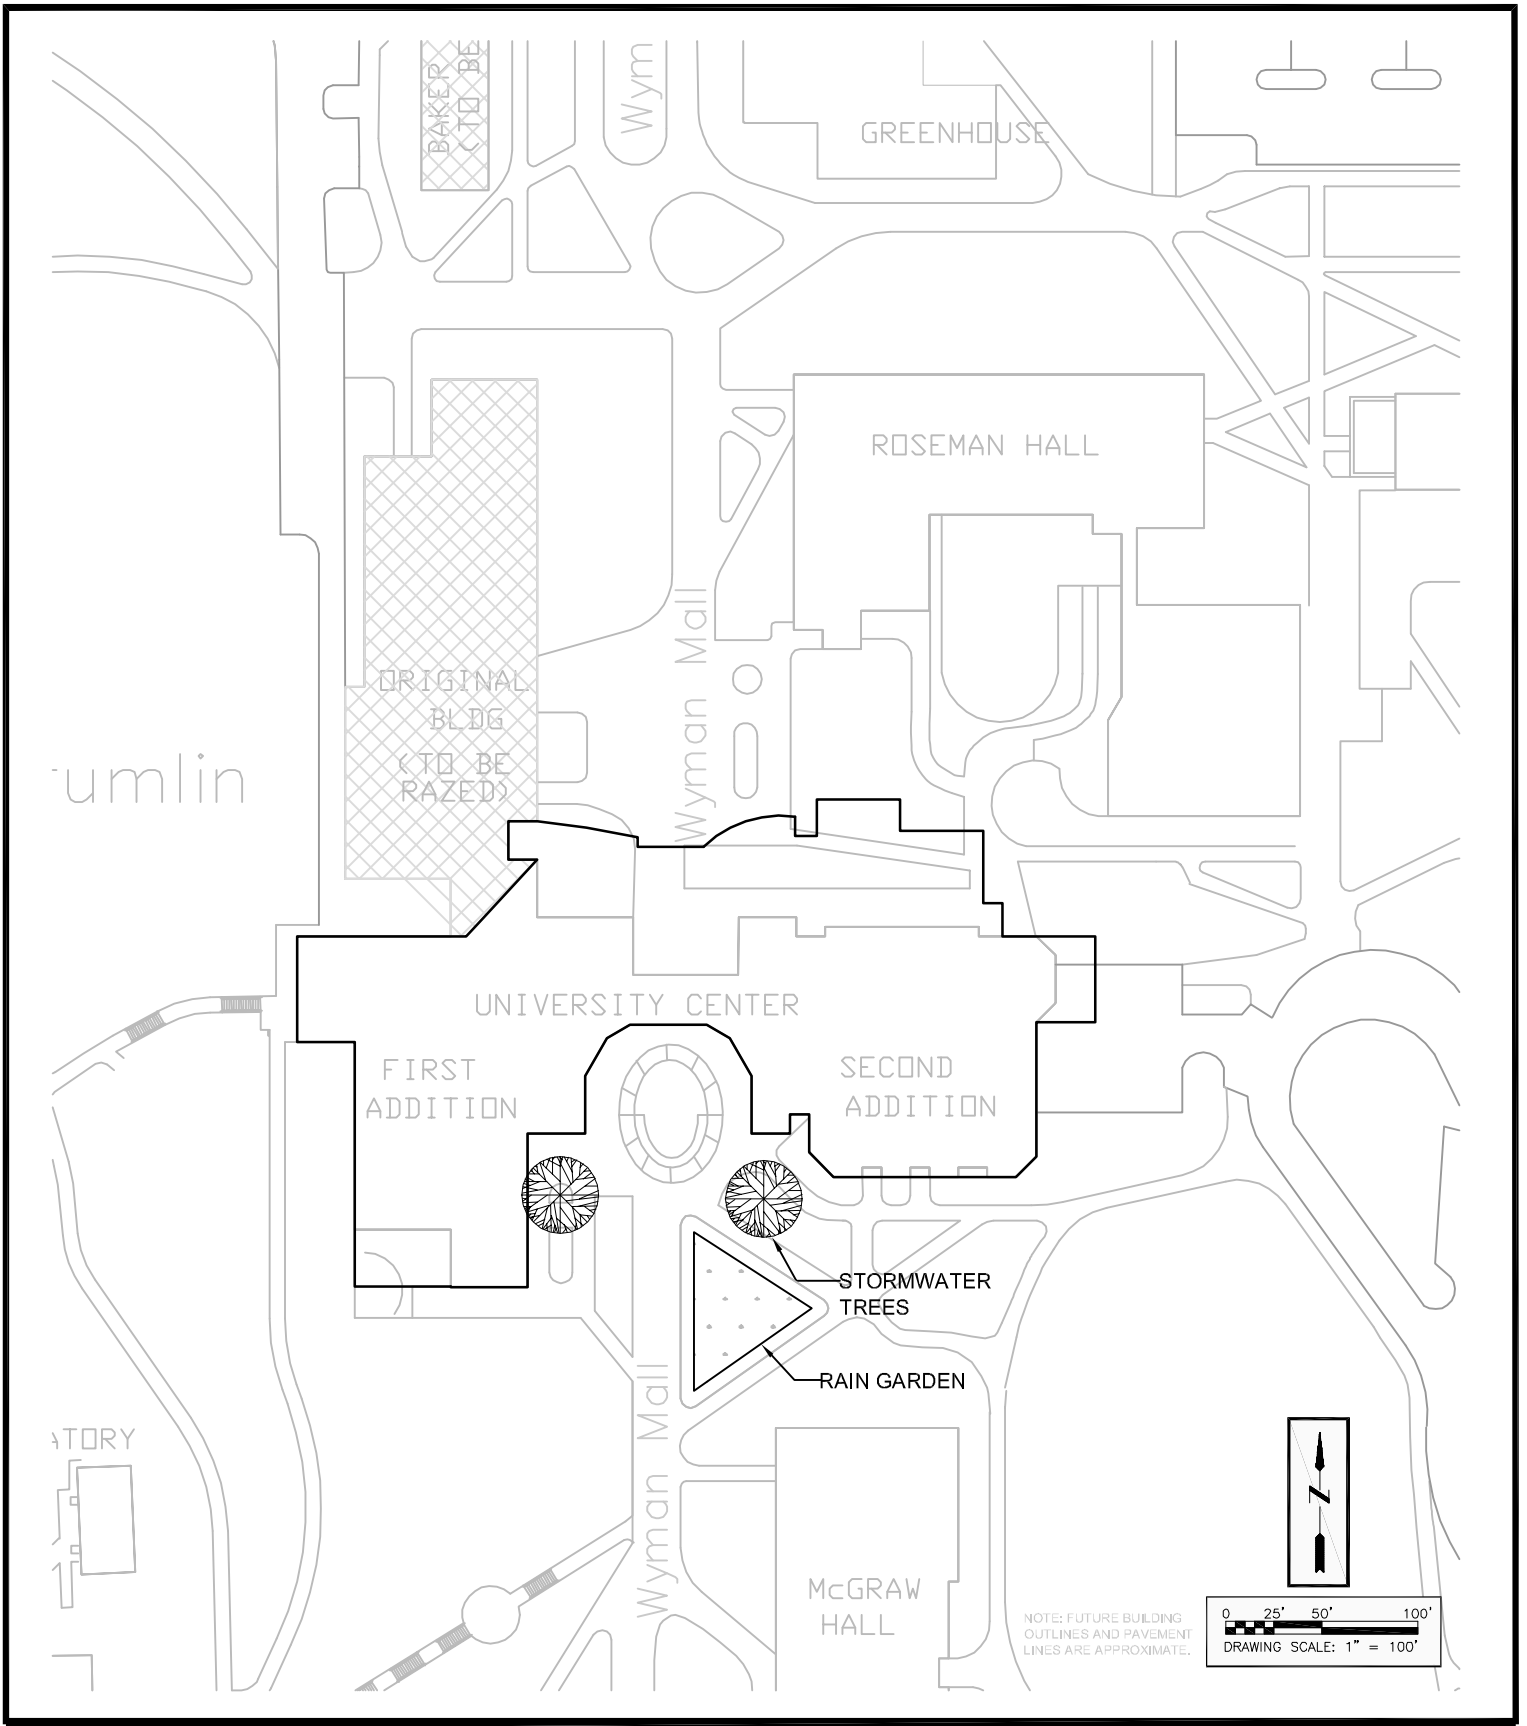 BAKER
(TO BE
Wym
GREENHOUSE
ROSEMAN HALL
Wyman Mall
ORIGINAL
BLDG
(TO BE
RAZED)
umlin
UNIVERSITY CENTER
FIRST
ADDITION
SECOND
ADDITION
STORMWATER
TREES
RAIN GARDEN
Wyman Mall
ATORY
McGRAW
HALL
N
NOTE: FUTURE BUILDING
OUTLINES AND PAVEMENT
LINES ARE APPROXIMATE.
0 25' 50' 100'
DRAWING SCALE: 1" = 100'